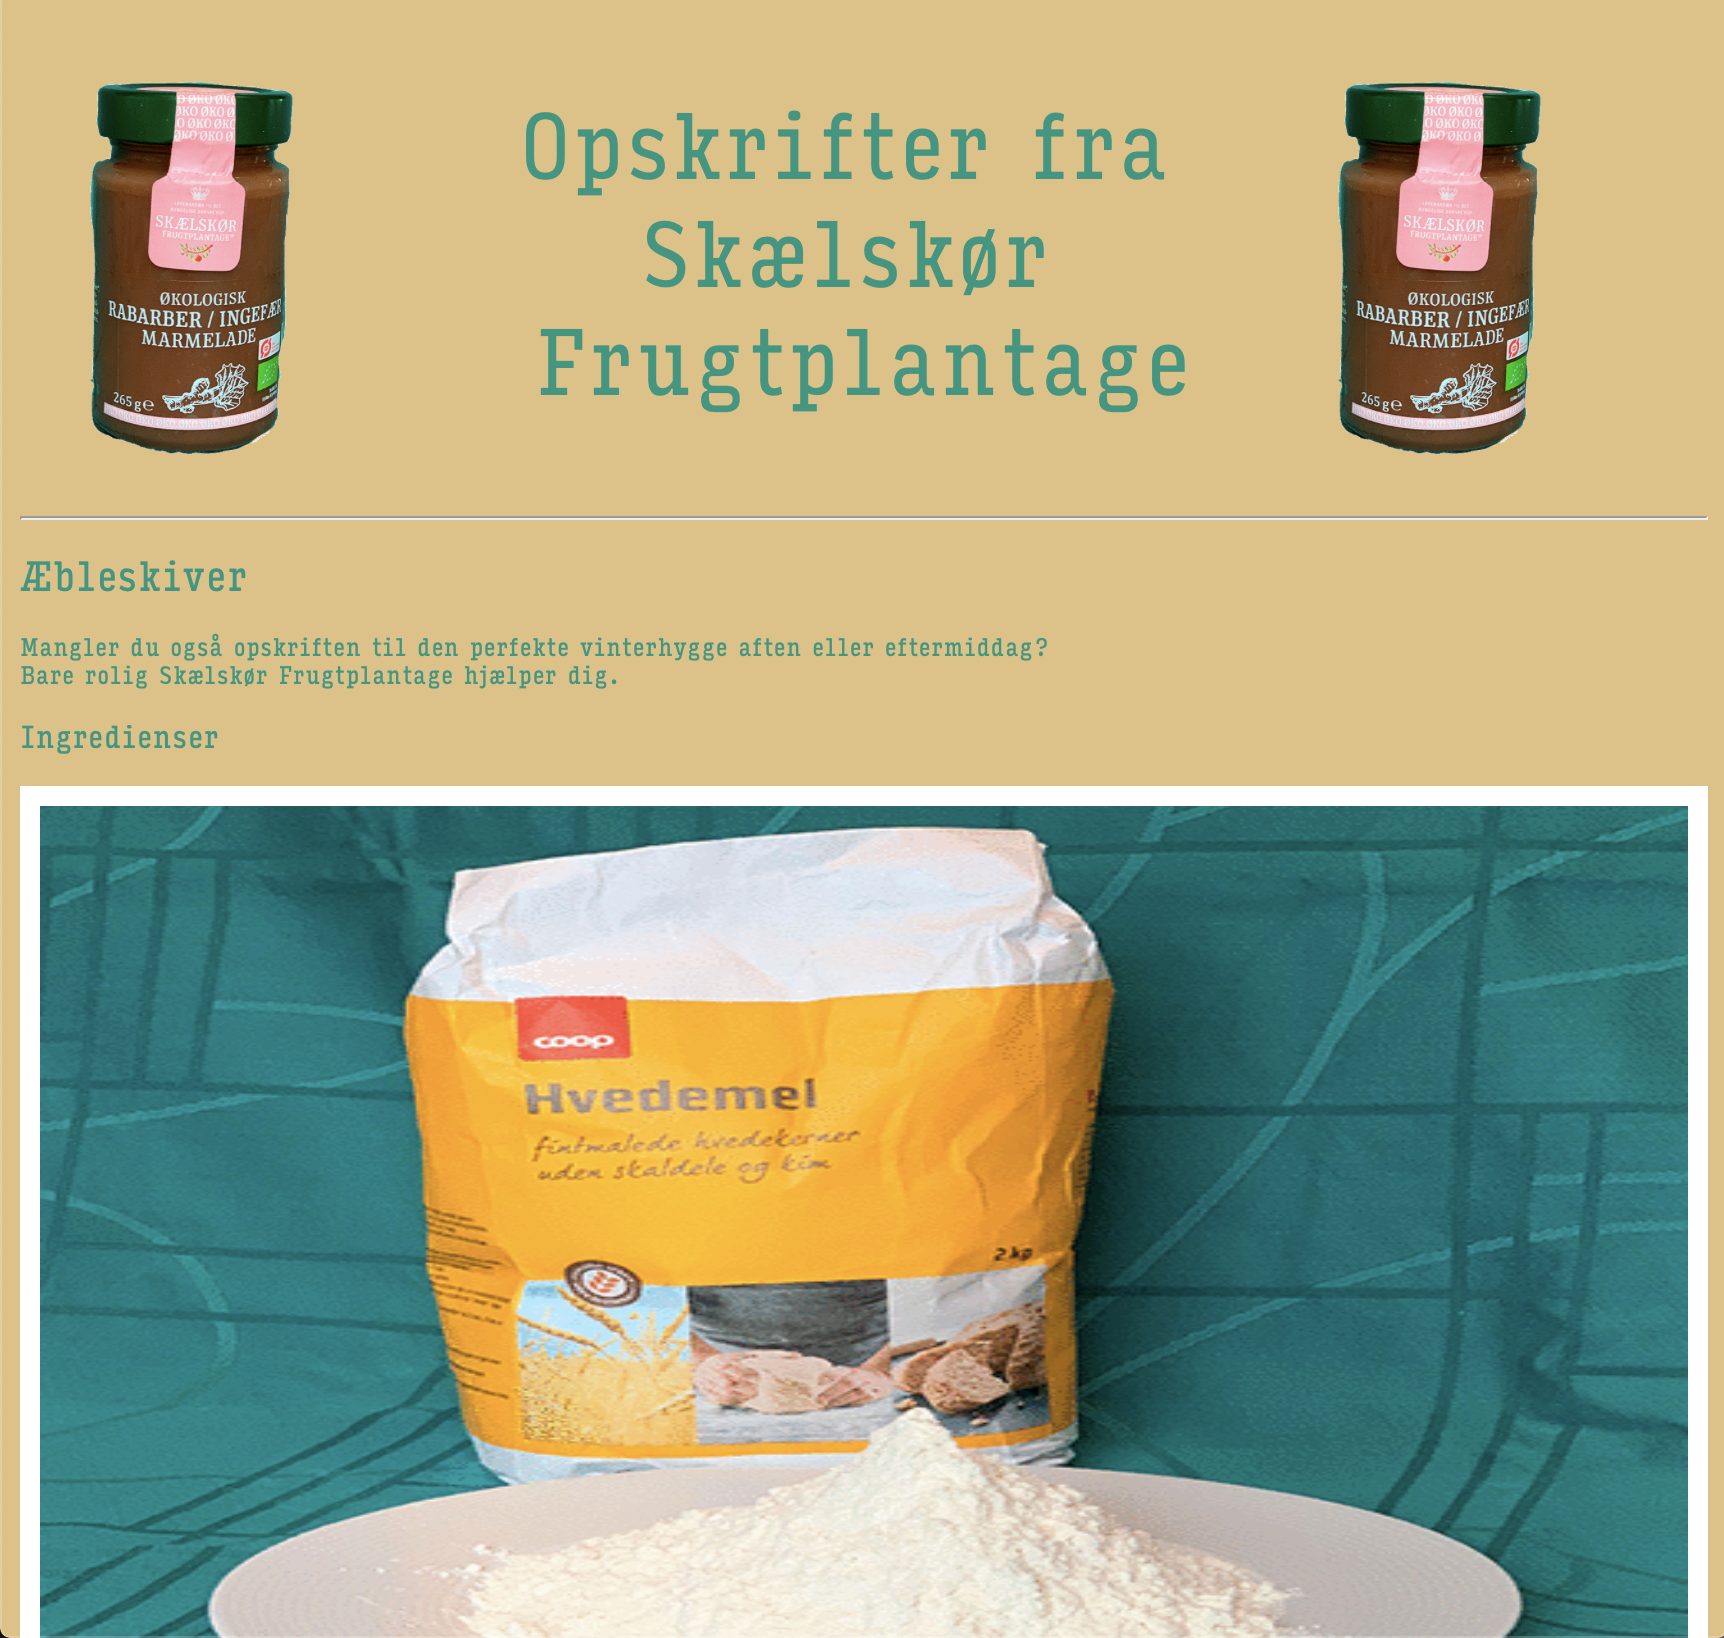 Opskrifter fra
Skælskør
Frugtplantage
ØKO ØKO
SKÆLSKØR
FRUGTPLANTAGE
ØKOLOGISK
RABARBER / INGEFÆR
MARMELADE
265 g e
ØKO ØKO
SKÆLSKØR
FRUGTPLANTAGE
ØKOLOGISK
RABARBER / INGEFÆR
MARMELADE
265 g e
Æbleskiver
Mangler du også opskriften til den perfekte vinterhygge aften eller eftermiddag?
Bare rolig Skælskør Frugtplantage hjælper dig.
Ingredienser
coop
Hvedemel
fintmalede hvedekerner
uden skaldele og kim
2 kg